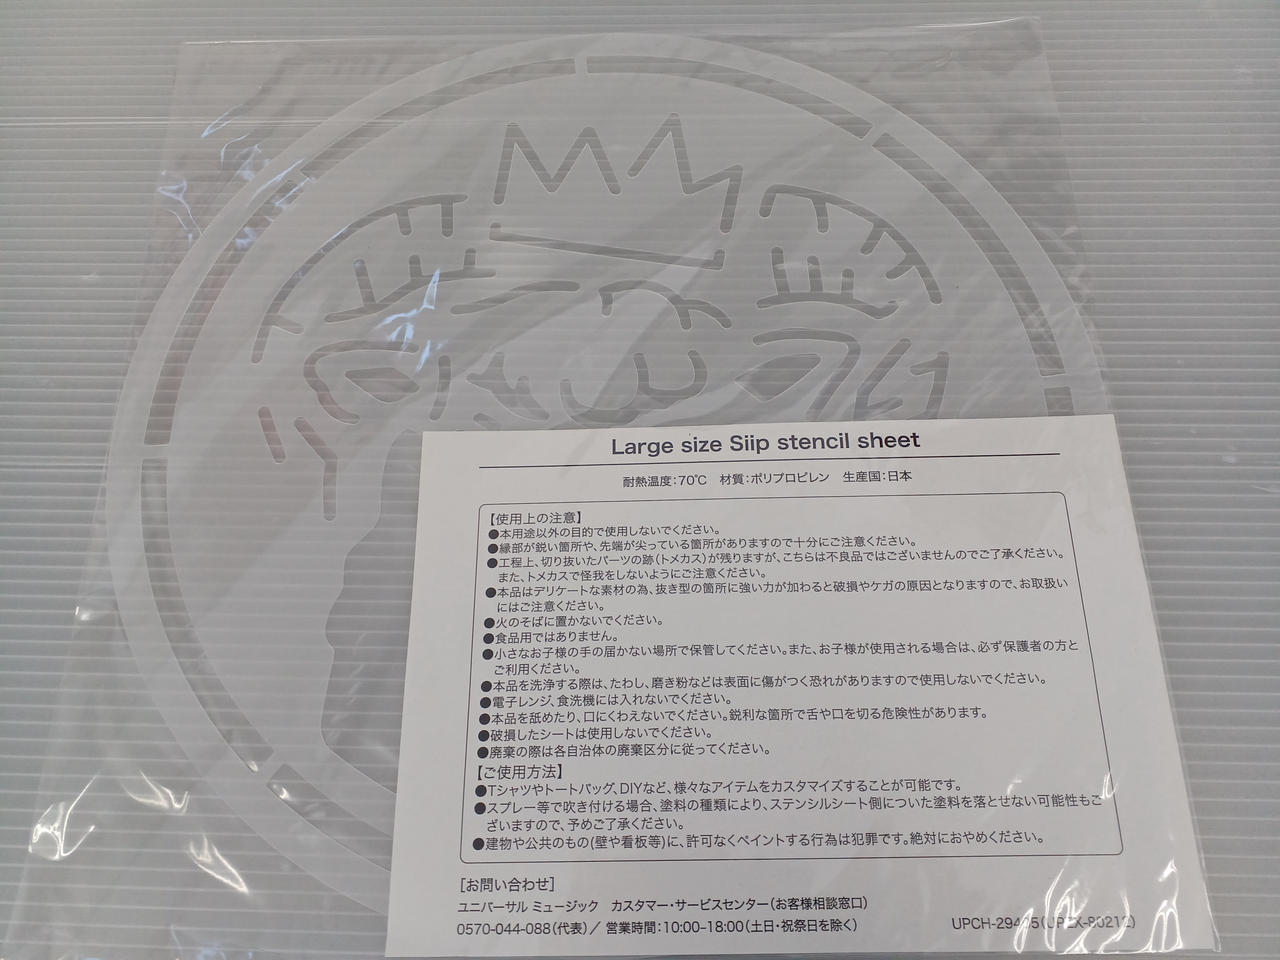 Large size Siip stencil sheet
耐熱温度:70℃　材質:ポリプロピレン　生産国:日本
【使用上の注意】
●本用途以外の目的で使用しないでください。
●縁部が鋭い箇所や、先端が尖っている箇所がありますので十分にご注意ください。
●工程上、切り抜いたパーツの跡(トメカス)が残りますが、こちらは不良品ではございませんのでご了承ください。
また、トメカスで怪我をしないようにご注意ください。
●本品はデリケートな素材の為、抜き型の箇所に強い力が加わると破損やケガの原因となりますので、お取扱い
にはご注意ください。
●火のそばに置かないでください。
●食品用ではありません。
●小さなお子様の手の届かない場所で保管してください。また、お子様が使用される場合は、必ず保護者の方と
ご利用ください。
●本品を洗浄する際は、たわし、磨き粉などは表面に傷がつく恐れがありますので使用しないでください。
●電子レンジ、食洗機には入れないでください。
●本品を舐めたり、口にくわえないでください。鋭利な箇所で舌や口を切る危険性があります。
●破損したシートは使用しないでください。
●廃棄の際は各自治体の廃棄区分に従ってください。
【ご使用方法】
●Tシャツやトートバッグ、DIYなど、様々なアイテムをカスタマイズすることが可能です。
●スプレー等で吹き付ける場合、塗料の種類により、ステンシルシート側についた塗料を落とせない可能性もご
ざいますので、予めご了承ください。
●建物や公共のもの(壁や看板等)に、許可なくペイントする行為は犯罪です。絶対におやめください。
［お問い合わせ］
ユニバーサル ミュージック　カスタマー・サービスセンター(お客様相談窓口)
0570-044-088(代表)／営業時間:10:00-18:00(土日・祝祭日を除く)